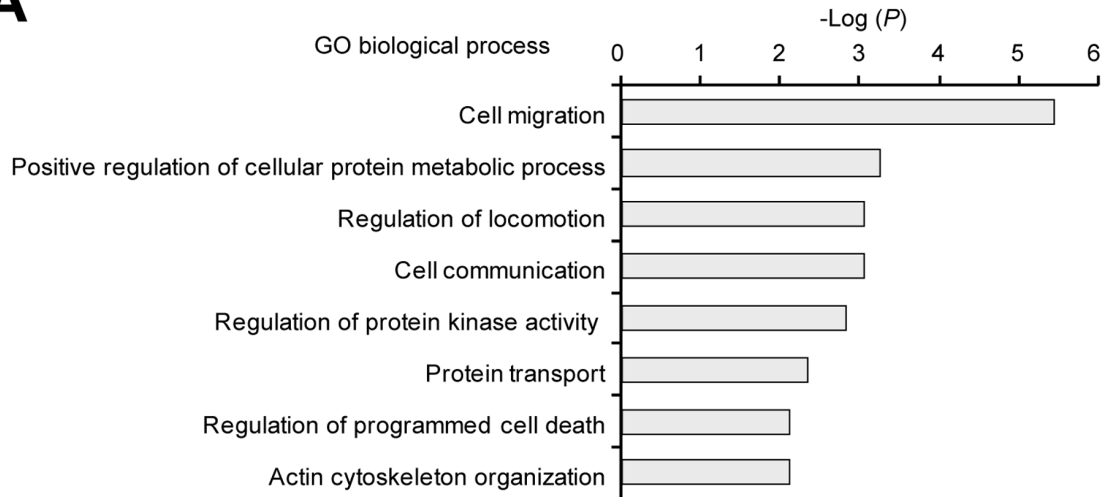 A
-Log (P)
GO biological process
0 1 2 3 4 5 6
Cell migration
Positive regulation of cellular protein metabolic process
Regulation of locomotion
Cell communication
Regulation of protein kinase activity
Protein transport
Regulation of programmed cell death
Actin cytoskeleton organization